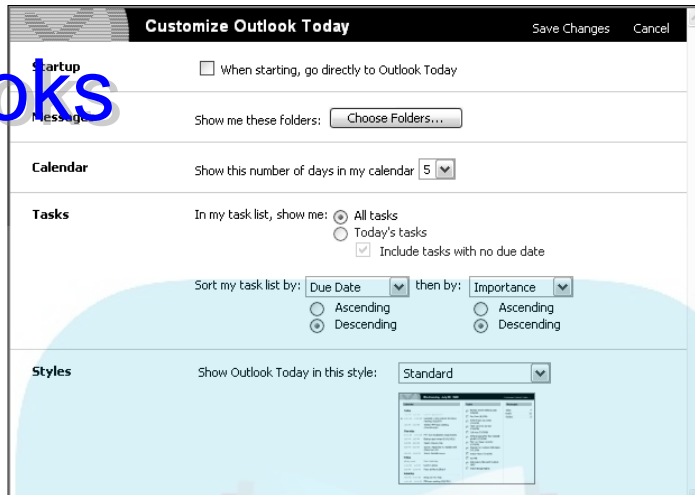 Customize Outlook Today Save Changes Cancel
Startup When starting, go directly to Outlook Today
oks
Messages Show me these folders: Choose Folders...
Calendar Show this number of days in my calendar 5
Tasks In my task list, show me: All tasks
Today's tasks
Include tasks with no due date
Sort my task list by: Due Date then by: Importance
Ascending Ascending
Descending Descending
Styles Show Outlook Today in this style: Standard